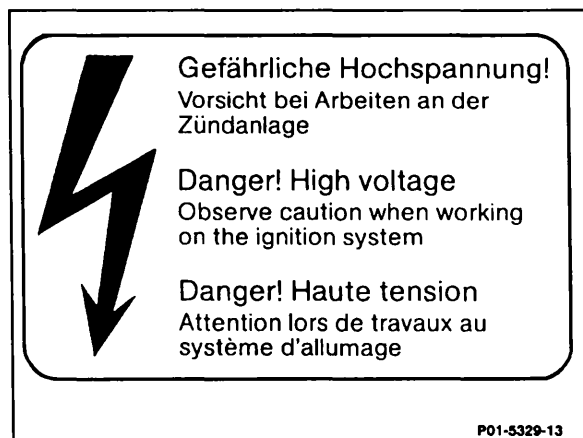 Gefährliche Hochspannung!
Vorsicht bei Arbeiten an der
Zündanlage
Danger! High voltage
Observe caution when working
on the ignition system
Danger! Haute tension
Attention lors de travaux au
système d'allumage
P01-5329-13